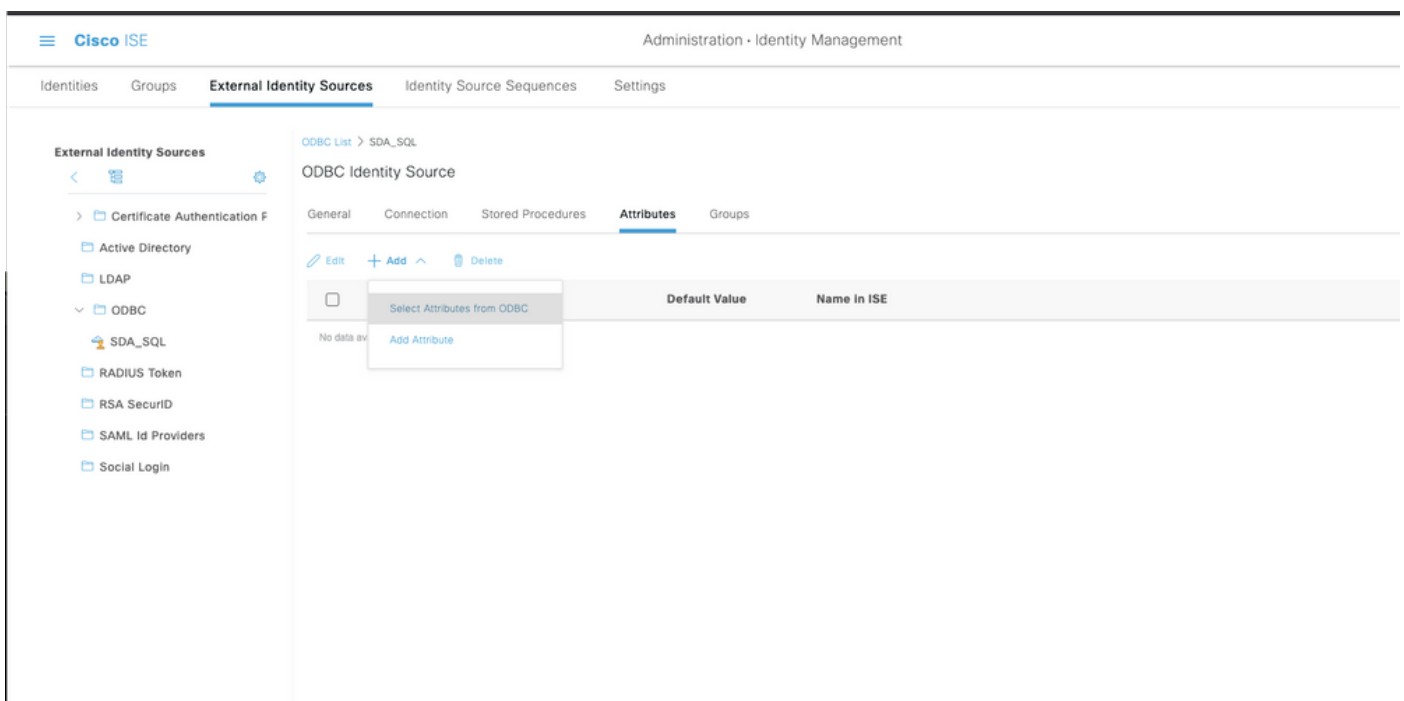 Cisco ISE
Administration · Identity Management
Identities Groups External Identity Sources Identity Source Sequences Settings
External Identity Sources
Certificate Authentication F
Active Directory
LDAP
ODBC
SDA_SQL
RADIUS Token
RSA SecurID
SAML Id Providers
Social Login
ODBC List > SDA_SQL
ODBC Identity Source
General Connection Stored Procedures Attributes Groups
Edit + Add Delete
Default Value Name in ISE
Select Attributes from ODBC
No data av
Add Attribute